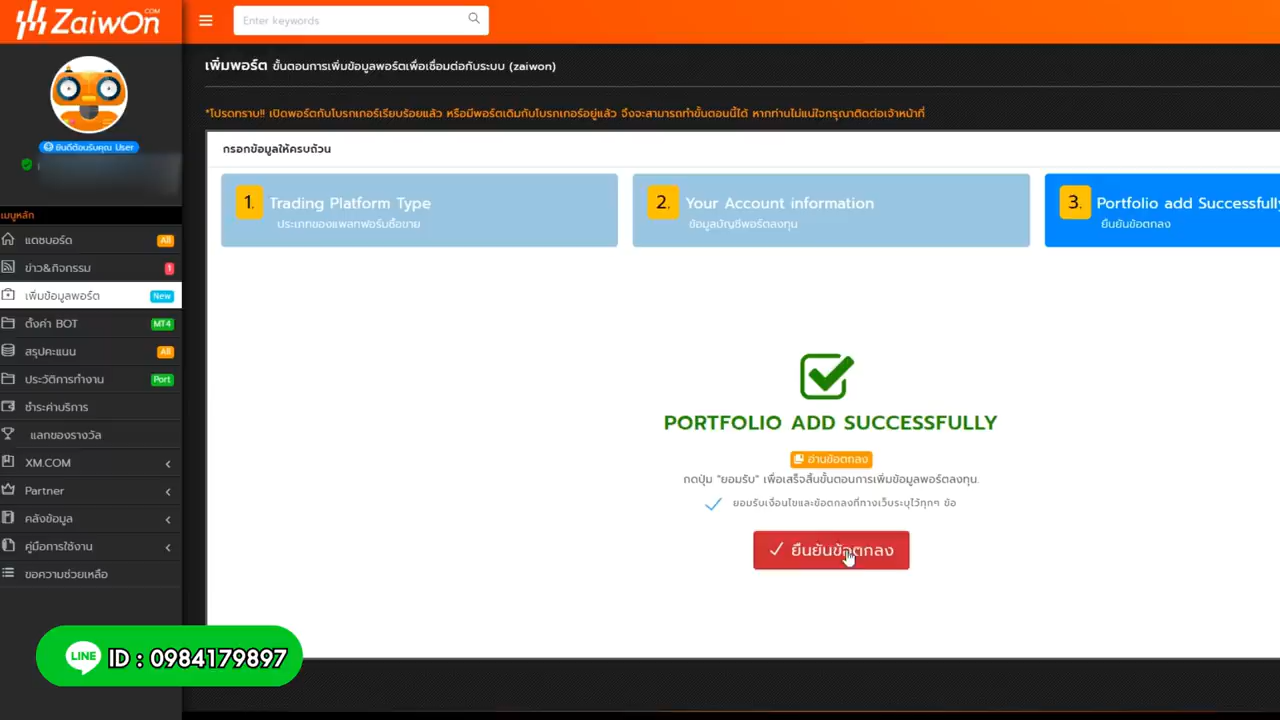 ZaiwOn.COM
Enter keywords
ยินดีต้อนรับคุณ User
เมนูหลัก
แดชบอร์ด All
ข่าว&กิจกรรม 1
เพิ่มข้อมูลพอร์ต New
ตั้งค่า BOT MT4
สรุปคะแนน All
ประวัติการทำงาน Port
ชำระค่าบริการ
แลกของรางวัล
XM.COM
Partner
คลังข้อมูล
คู่มือการใช้งาน
ขอความช่วยเหลือ
LINE ID : 0984179897
เพิ่มพอร์ต ขั้นตอนการเพิ่มข้อมูลพอร์ตเพื่อเชื่อมต่อกับระบบ (zaiwon)
*โปรดทราบ!! เปิดพอร์ตกับโบรกเกอร์เรียบร้อยแล้ว หรือมีพอร์ตเดิมกับโบรกเกอร์อยู่แล้ว จึงจะสามารถทำขั้นตอนนี้ได้ หากท่านไม่แน่ใจกรุณาติดต่อเจ้าหน้าที่
กรอกข้อมูลให้ครบถ้วน
1. Trading Platform Type
ประเภทของแพลทฟอร์มซื้อขาย
2. Your Account information
ข้อมูลบัญชีพอร์ตลงทุน
3. Portfolio add Successfully
ยืนยันข้อตกลง
PORTFOLIO ADD SUCCESSFULLY
อ่านข้อตกลง
กดปุ่ม "ยอมรับ" เพื่อเสร็จสิ้นขั้นตอนการเพิ่มข้อมูลพอร์ตลงทุน.
ยอมรับเงื่อนไขและข้อตกลงที่ทางเว็บระบุไว้ทุกๆ ข้อ
ยืนยันข้อตกลง